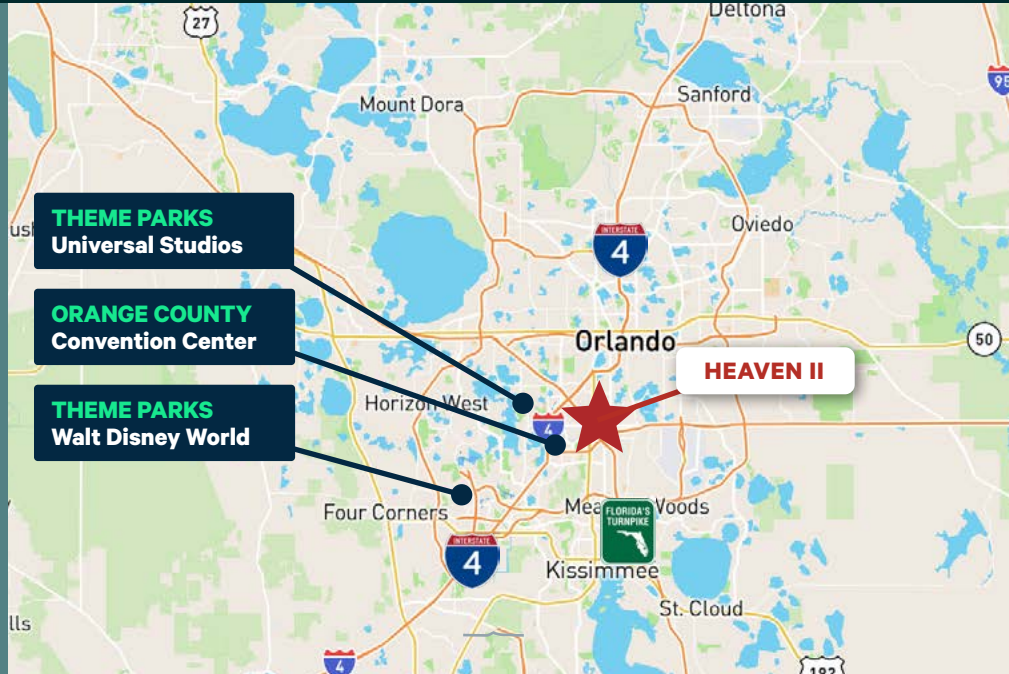 27
Deltona
95
Mount Dora
Sanford
THEME PARKS
Universal Studios
Oviedo
INTERSTATE
4
ORANGE COUNTY
Convention Center
Orlando
50
HEAVEN II
THEME PARKS
Walt Disney World
Horizon West
4
Four Corners
FLORIDA'S
TURNPIKE
INTERSTATE
4
Kissimmee
St. Cloud
lls
4
192